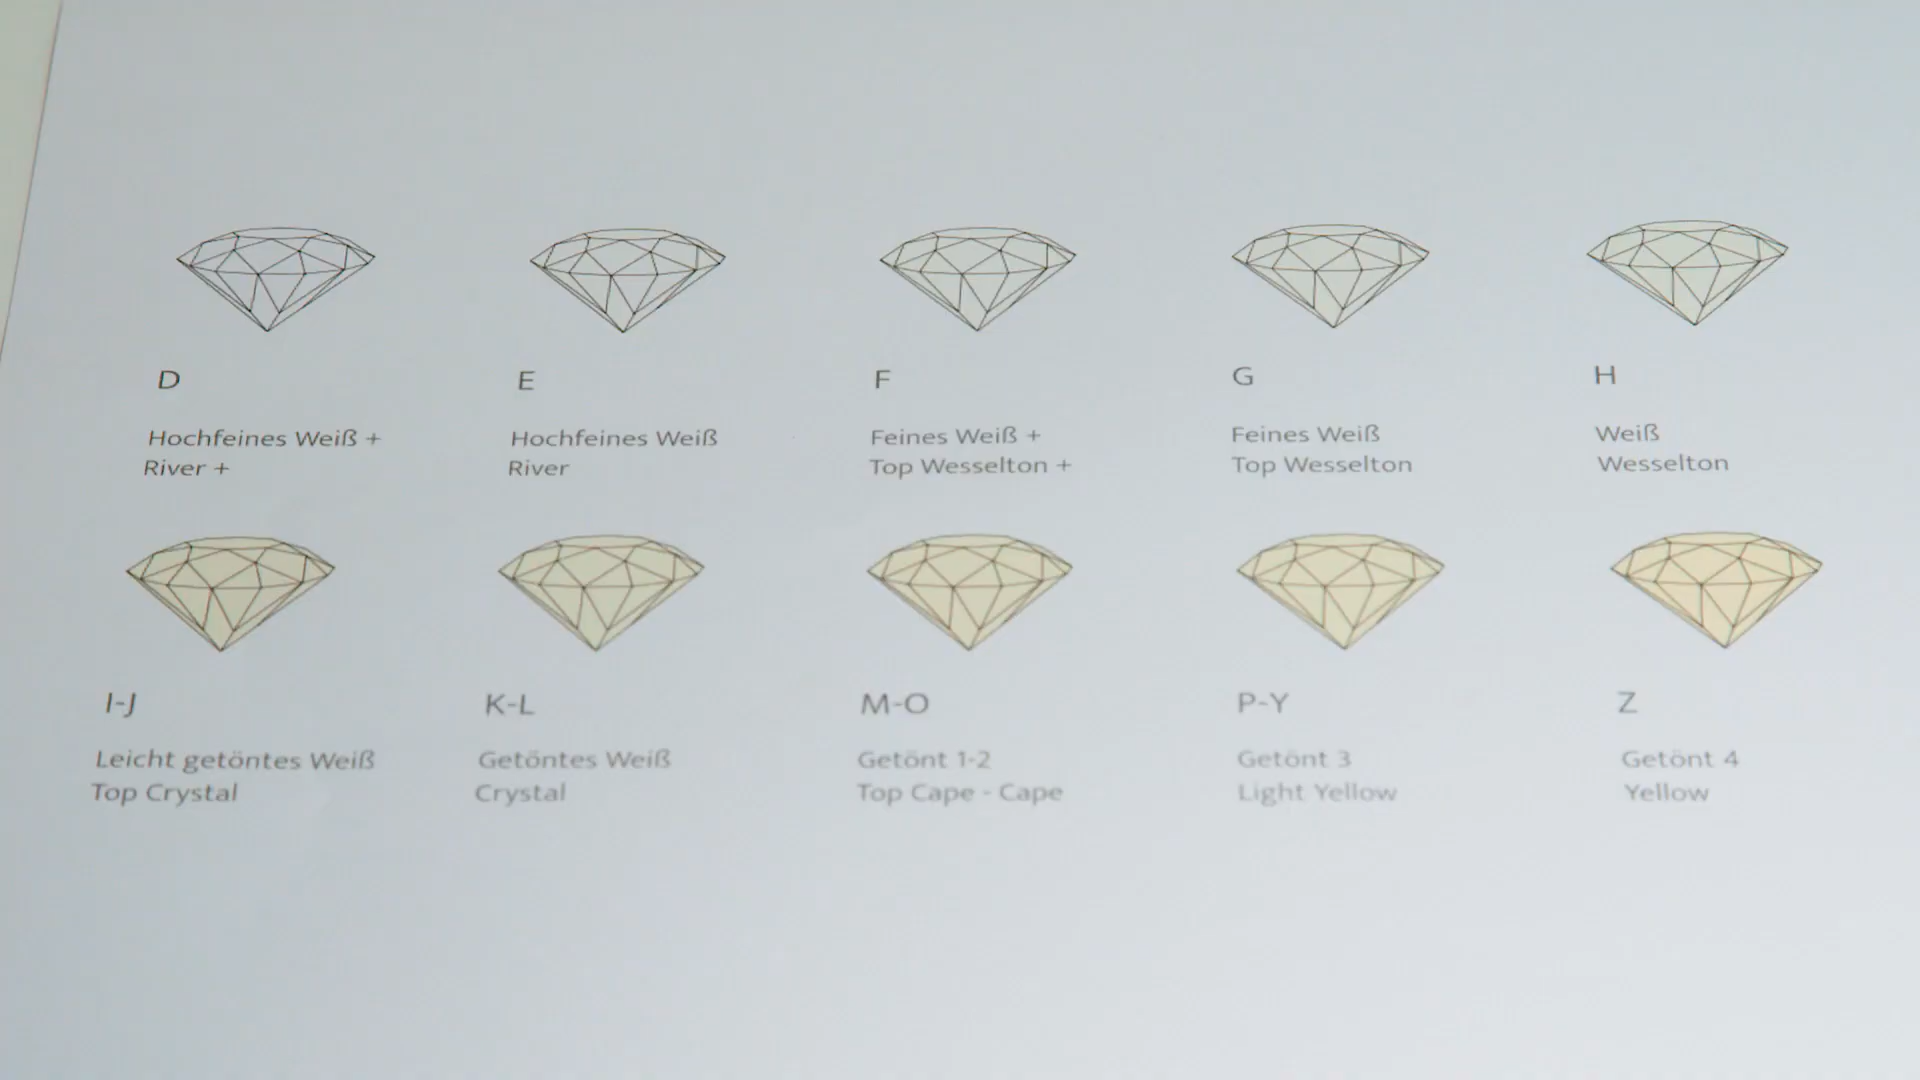 D
Hochfeines Weiß +
River +
E
Hochfeines Weiß
River
F
Feines Weiß +
Top Wesselton +
G
Feines Weiß
Top Wesselton
H
Weiß
Wesselton
I-J
Leicht getöntes Weiß
Top Crystal
K-L
Getöntes Weiß
Crystal
M-O
Getönt 1-2
Top Cape - Cape
P-Y
Getönt 3
Light Yellow
Z
Getönt 4
Yellow